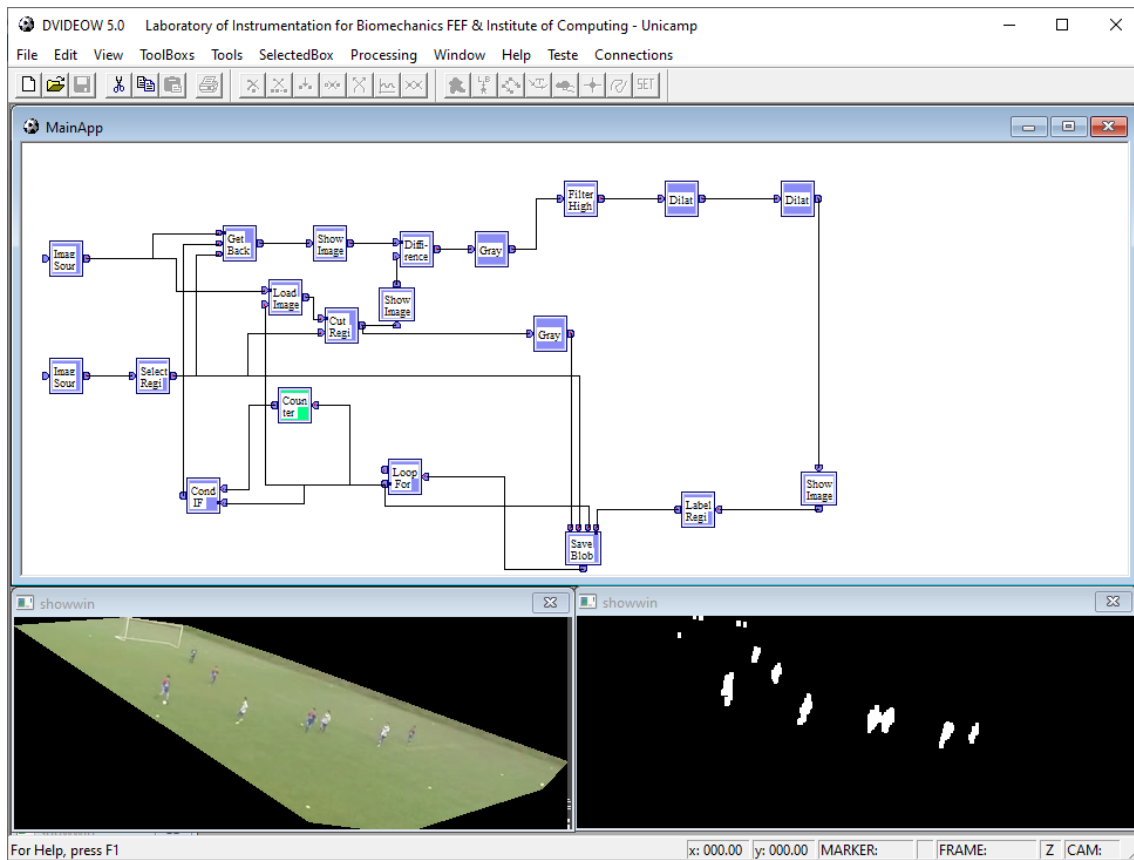 DVIDEOW 5.0 Laboratory of Instrumentation for Biomechanics FEF & Institute of Computing - Unicamp
File Edit View ToolBoxs Tools SelectedBox Processing Window Help Teste Connections
SET
MainApp
Filter
High
Dilat
Dilat
Imag
Sour
Get
Back
Show
Image
Diffi-
rence
Gray
Load
Image
Show
Image
Cut
Regi
Gray
Imag
Sour
Select
Regi
Coun
ter
Loop
For
Cond
IF
Show
Image
Label
Regi
Save
Blob
showwin
showwin
For Help, press F1
x: 000.00 y: 000.00 MARKER: FRAME: Z CAM: